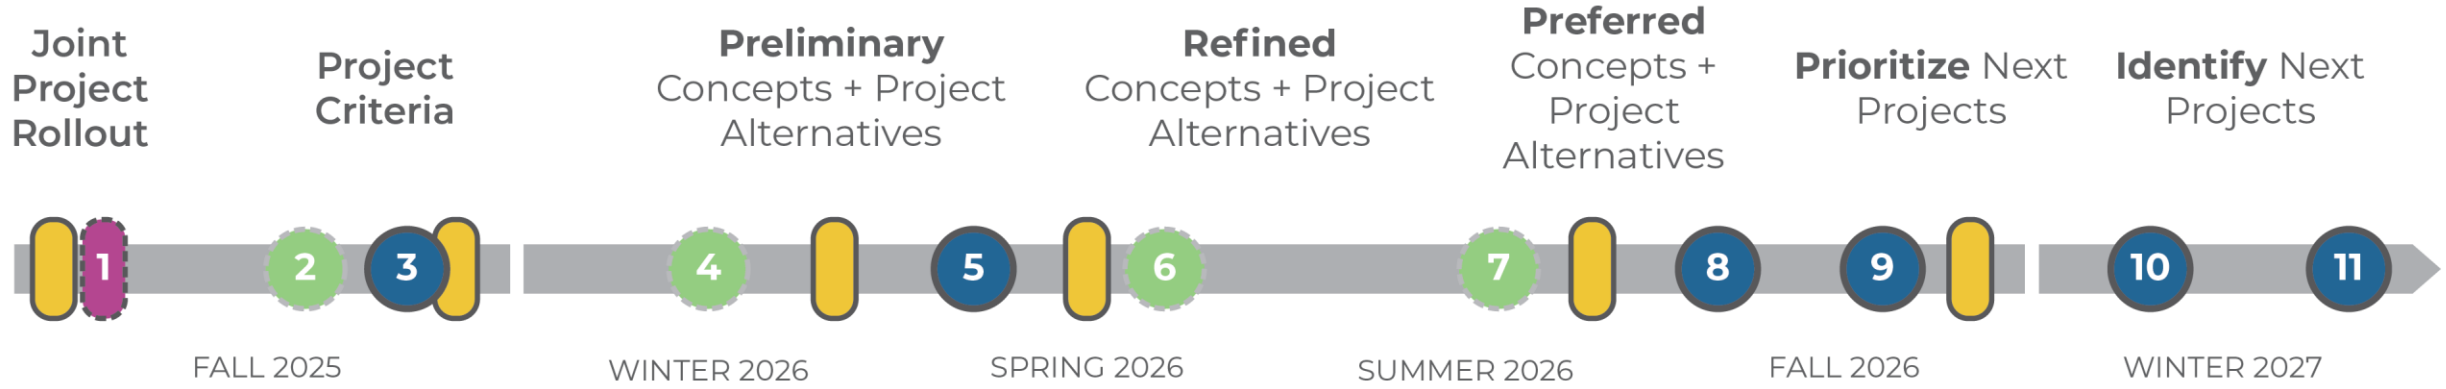 Joint
Project
Rollout
Project
Criteria
Preliminary
Concepts + Project
Alternatives
Refined
Concepts + Project
Alternatives
Preferred
Concepts +
Project
Alternatives
Prioritize Next
Projects
Identify Next
Projects
1
2
3
4
5
6
7
8
9
10
11
FALL 2025
WINTER 2026
SPRING 2026
SUMMER 2026
FALL 2026
WINTER 2027